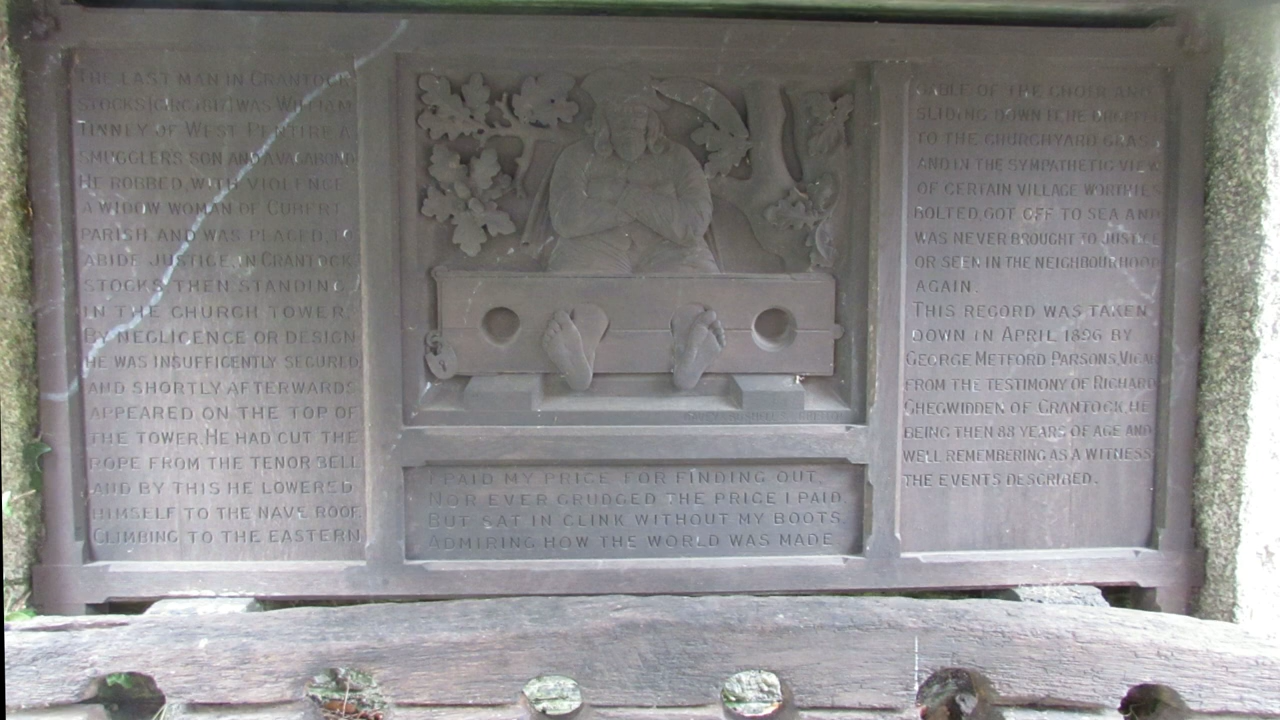 THE LAST MAN IN CRANTOCK
STOCKS (CIRC 1817) WAS WILLIAM
TINNEY OF WEST PENTIRE A
SMUGGLER'S SON AND A VAGABOND
HE ROBBED, WITH VIOLENCE
A WIDOW WOMAN OF CUBERT
PARISH, AND WAS PLACED, TO
ABIDE JUSTICE, IN CRANTOCK
STOCKS THEN STANDING
IN THE CHURCH TOWER.
BY NEGLIGENCE OR DESIGN
HE WAS INSUFFICENTLY SECURED
AND SHORTLY AFTERWARDS
APPEARED ON THE TOP OF
THE TOWER. HE HAD CUT THE
ROPE FROM THE TENOR BELL
AND BY THIS HE LOWERED
HIMSELF TO THE NAVE ROOF.
CLIMBING TO THE EASTERN
I PAID MY PRICE FOR FINDING OUT,
NOR EVER GRUDGED THE PRICE I PAID
BUT SAT IN CLINK WITHOUT MY BOOTS
ADMIRING HOW THE WORLD WAS MADE
GABLE OF THE CHOIR AND
SLIDING DOWN IT HE DROPPED
TO THE CHURCHYARD GRASS
AND IN THE SYMPATHETIC VIEW
OF CERTAIN VILLAGE WORTHIES
BOLTED, GOT OFF TO SEA AND
WAS NEVER BROUGHT TO JUSTICE
OR SEEN IN THE NEIGHBOURHOOD
AGAIN.
THIS RECORD WAS TAKEN
DOWN IN APRIL 1896 BY
GEORGE METFORD PARSONS, VICAR
FROM THE TESTIMONY OF RICHARD
CHEGWIDDEN OF CRANTOCK, HE
BEING THEN 88 YEARS OF AGE AND
WELL REMEMBERING AS A WITNESS
THE EVENTS DESCRIBED.